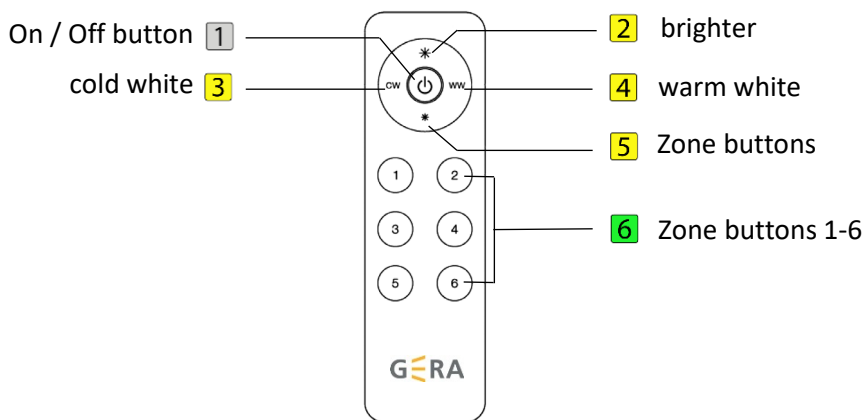 On / Off button 1
2 brighter
cold white 3
CW
WW
4 warm white
5 Zone buttons
1 2
3 4
6 Zone buttons 1-6
5 6
GERA